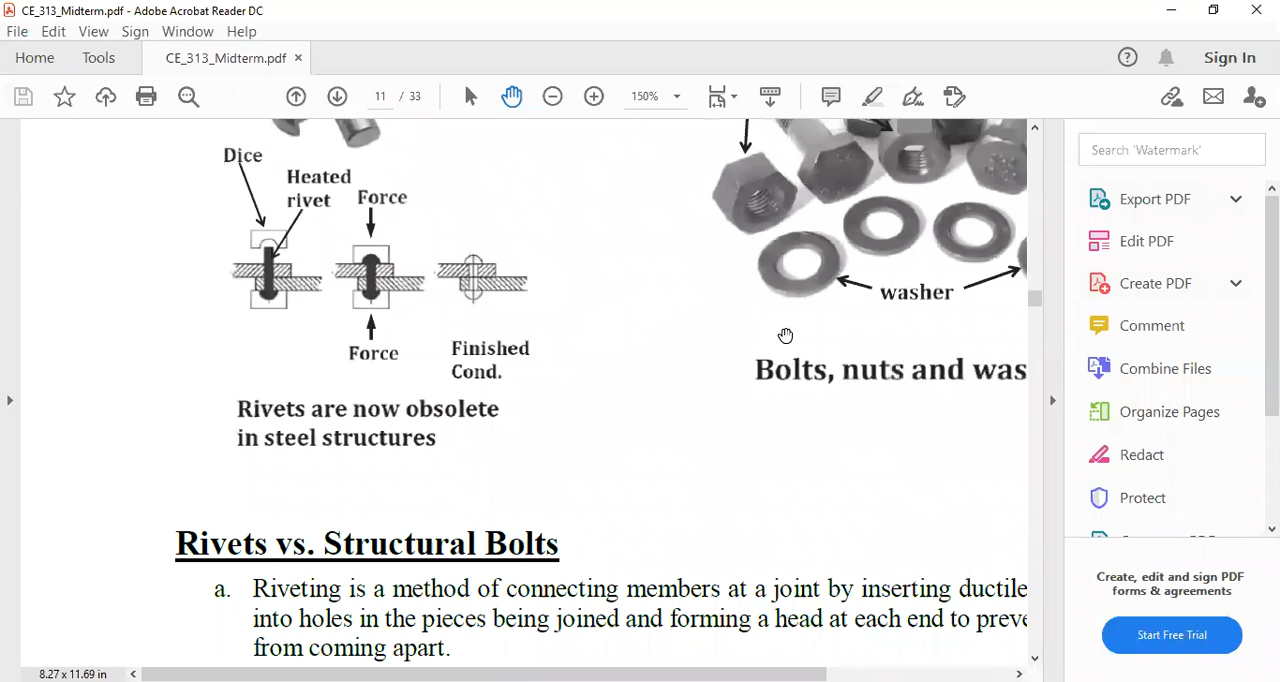 CE_313_Midterm.pdf - Adobe Acrobat Reader DC
File Edit View Sign Window Help
Home Tools CE_313_Midterm.pdf × Sign In
11 / 33 150%
Dice
Heated
rivet
Force
Force
Finished
Cond.
Rivets are now obsolete
in steel structures
washer
Bolts, nuts and was
Rivets vs. Structural Bolts
a. Riveting is a method of connecting members at a joint by inserting ductile
into holes in the pieces being joined and forming a head at each end to preve
from coming apart.
8.27 x 11.69 in
Search 'Watermark'
Export PDF
Edit PDF
Create PDF
Comment
Combine Files
Organize Pages
Redact
Protect
Create, edit and sign PDF
forms & agreements
Start Free Trial